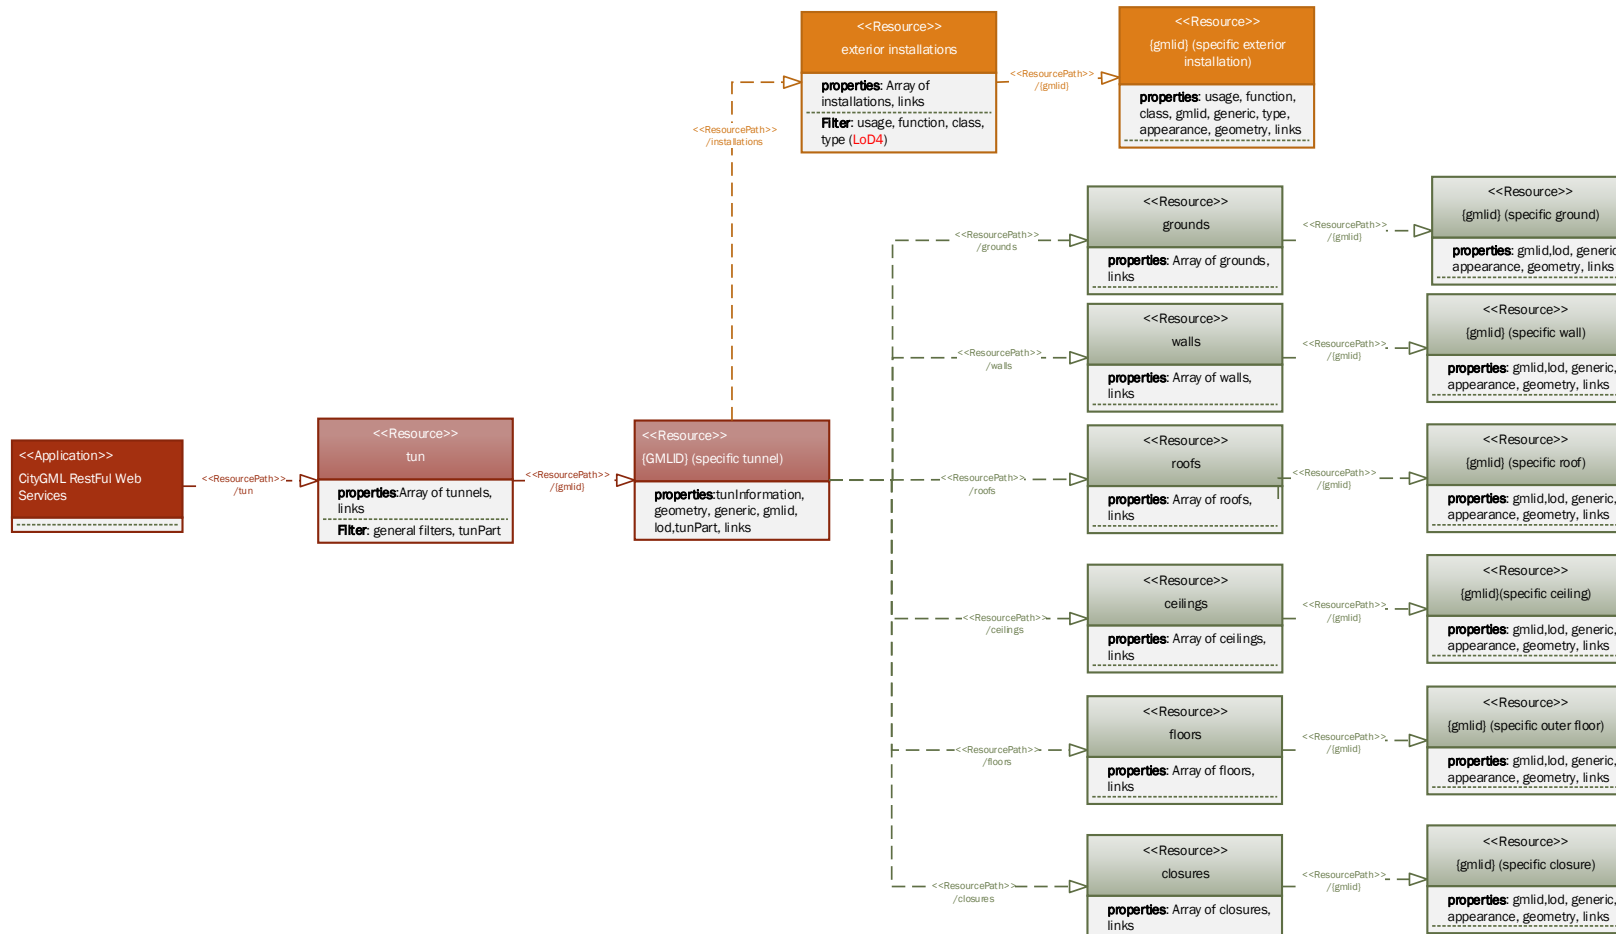 <<Resource>>
exterior installations
properties: Array of
installations, links
Filter: usage, function, class,
type (LoD4)
<<ResourcePath>>
/{gmlid}
<<Resource>>
{gmlid} (specific exterior
installation)
properties: usage, function,
class, gmlid, generic, type,
appearance, geometry, links
<<ResourcePath>>
/installations
<<Application>>
CityGML RestFul Web
Services
<<ResourcePath>>
/tun
<<Resource>>
tun
properties:Array of tunnels,
links
Filter: general filters, tunPart
<<ResourcePath>>
/{gmlid}
<<Resource>>
{GMLID} (specific tunnel)
properties:tunInformation,
geometry, generic, gmlid,
lod,tunPart, links
<<ResourcePath>>
/grounds
<<Resource>>
grounds
properties: Array of grounds,
links
<<ResourcePath>>
/{gmlid}
<<Resource>>
{gmlid} (specific ground)
properties: gmlid,lod, generic
appearance, geometry, links
<<ResourcePath>>
/walls
<<Resource>>
walls
properties: Array of walls,
links
<<ResourcePath>>
/{gmlid}
<<Resource>>
{gmlid} (specific wall)
properties: gmlid,lod, generic,
appearance, geometry, links
<<ResourcePath>>
/roofs
<<Resource>>
roofs
properties: Array of roofs,
links
<<ResourcePath>>
/{gmlid}
<<Resource>>
{gmlid} (specific roof)
properties: gmlid,lod, generic,
appearance, geometry, links
<<ResourcePath>>
/ceilings
<<Resource>>
ceilings
properties: Array of ceilings,
links
<<ResourcePath>>
/{gmlid}
<<Resource>>
{gmlid}(specific ceiling)
properties: gmlid,lod, generic,
appearance, geometry, links
<<ResourcePath>>
/floors
<<Resource>>
floors
properties: Array of floors,
links
<<ResourcePath>>
/{gmlid}
<<Resource>>
{gmlid} (specific outer floor)
properties: gmlid,lod, generic,
appearance, geometry, links
<<ResourcePath>>
/closures
<<Resource>>
closures
properties: Array of closures,
links
<<ResourcePath>>
/{gmlid}
<<Resource>>
{gmlid} (specific closure)
properties: gmlid,lod, generic,
appearance, geometry, links